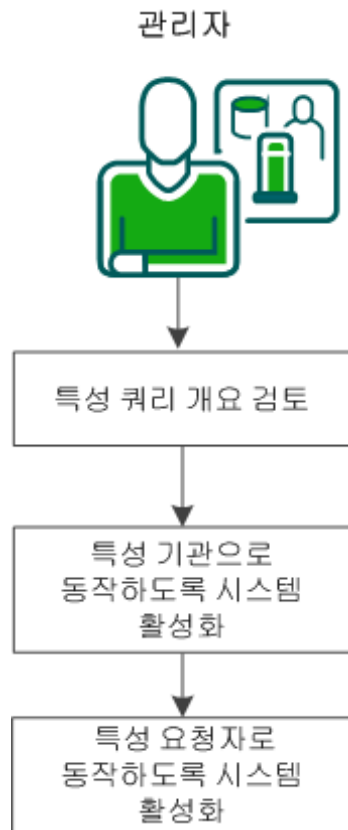 관리자
특성 쿼리 개요 검토
특성 기관으로
동작하도록 시스템
활성화
특성 요청자로
동작하도록 시스템
활성화